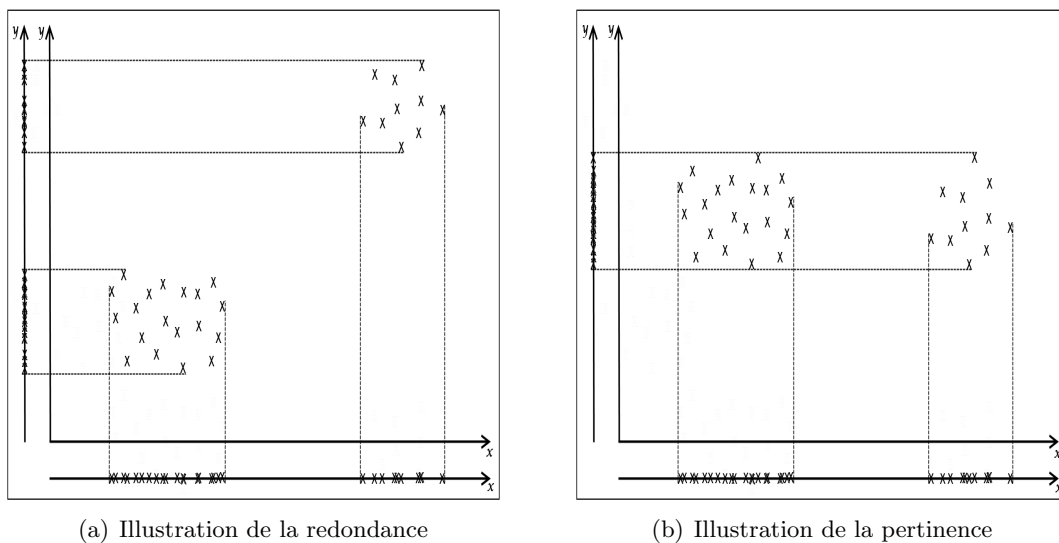 y y
x
x
(a) Illustration de la redondance
y y
x
x
(b) Illustration de la pertinence